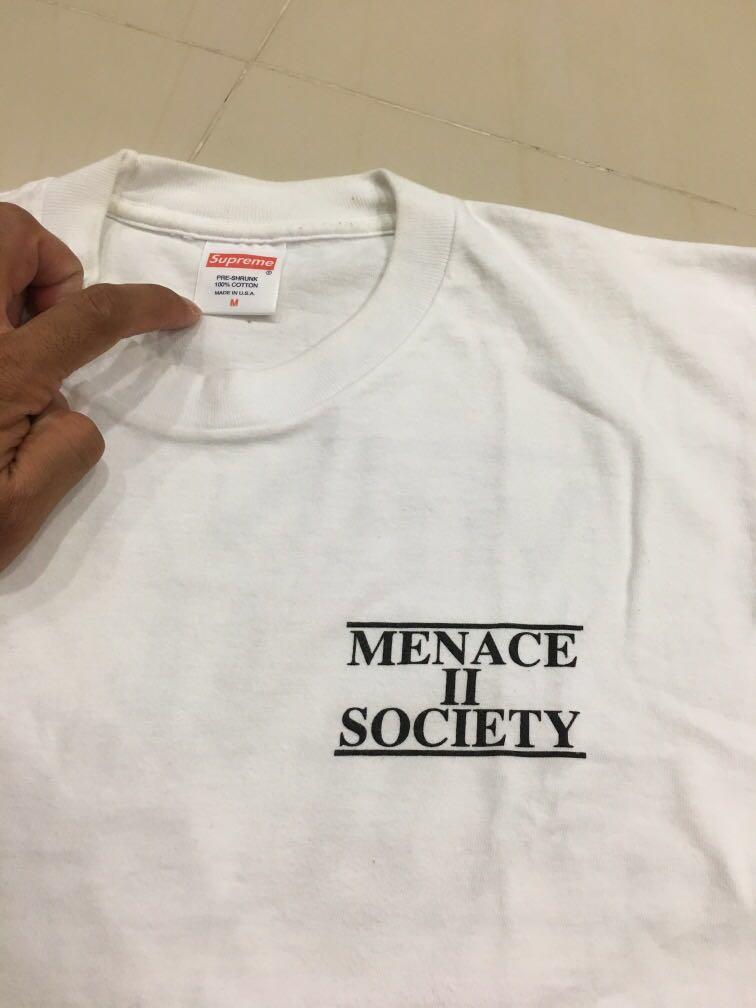 Supreme
®
PRE-SHRUNK
100% COTTON
MADE IN U.S.A.
M
MENACE
II
SOCIETY